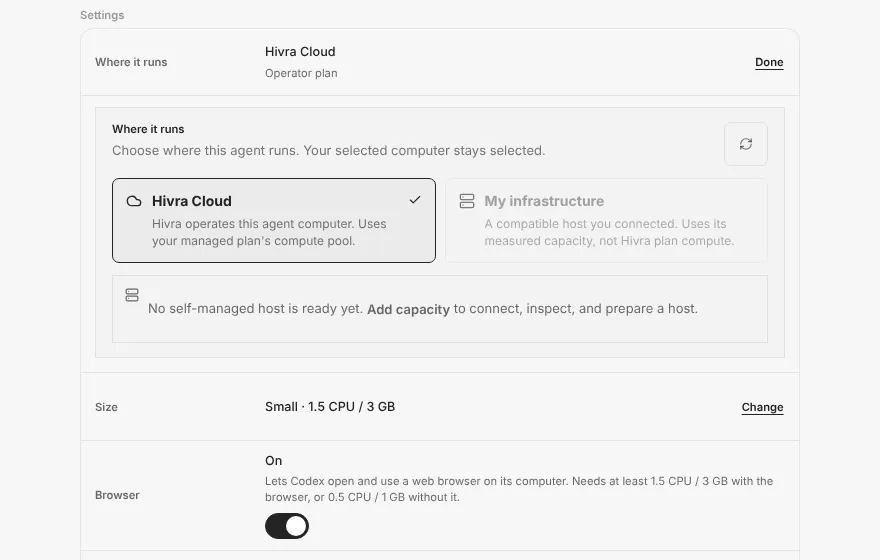 Settings
Where it runs
Hivra Cloud
Operator plan
Done
Where it runs
Choose where this agent runs. Your selected computer stays selected.
Hivra Cloud
Hivra operates this agent computer. Uses
your managed plan's compute pool.
My infrastructure
A compatible host you connected. Uses its
measured capacity, not Hivra plan compute.
No self-managed host is ready yet. Add capacity to connect, inspect, and prepare a host.
Size
Small · 1.5 CPU / 3 GB
Change
Browser
On
Lets Codex open and use a web browser on its computer. Needs at least 1.5 CPU / 3 GB with the
browser, or 0.5 CPU / 1 GB without it.